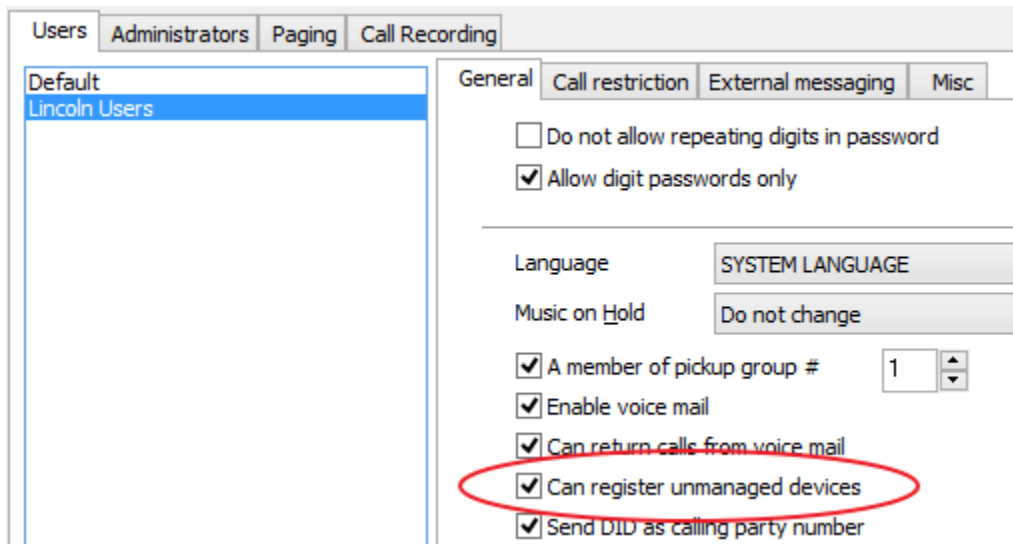 Users Administrators Paging Call Recording
Default
Lincoln Users
General Call restriction External messaging Misc
Do not allow repeating digits in password
Allow digit passwords only
Language SYSTEM LANGUAGE
Music on Hold Do not change
A member of pickup group # 1
Enable voice mail
Can return calls from voice mail
Can register unmanaged devices
Send DID as calling party number